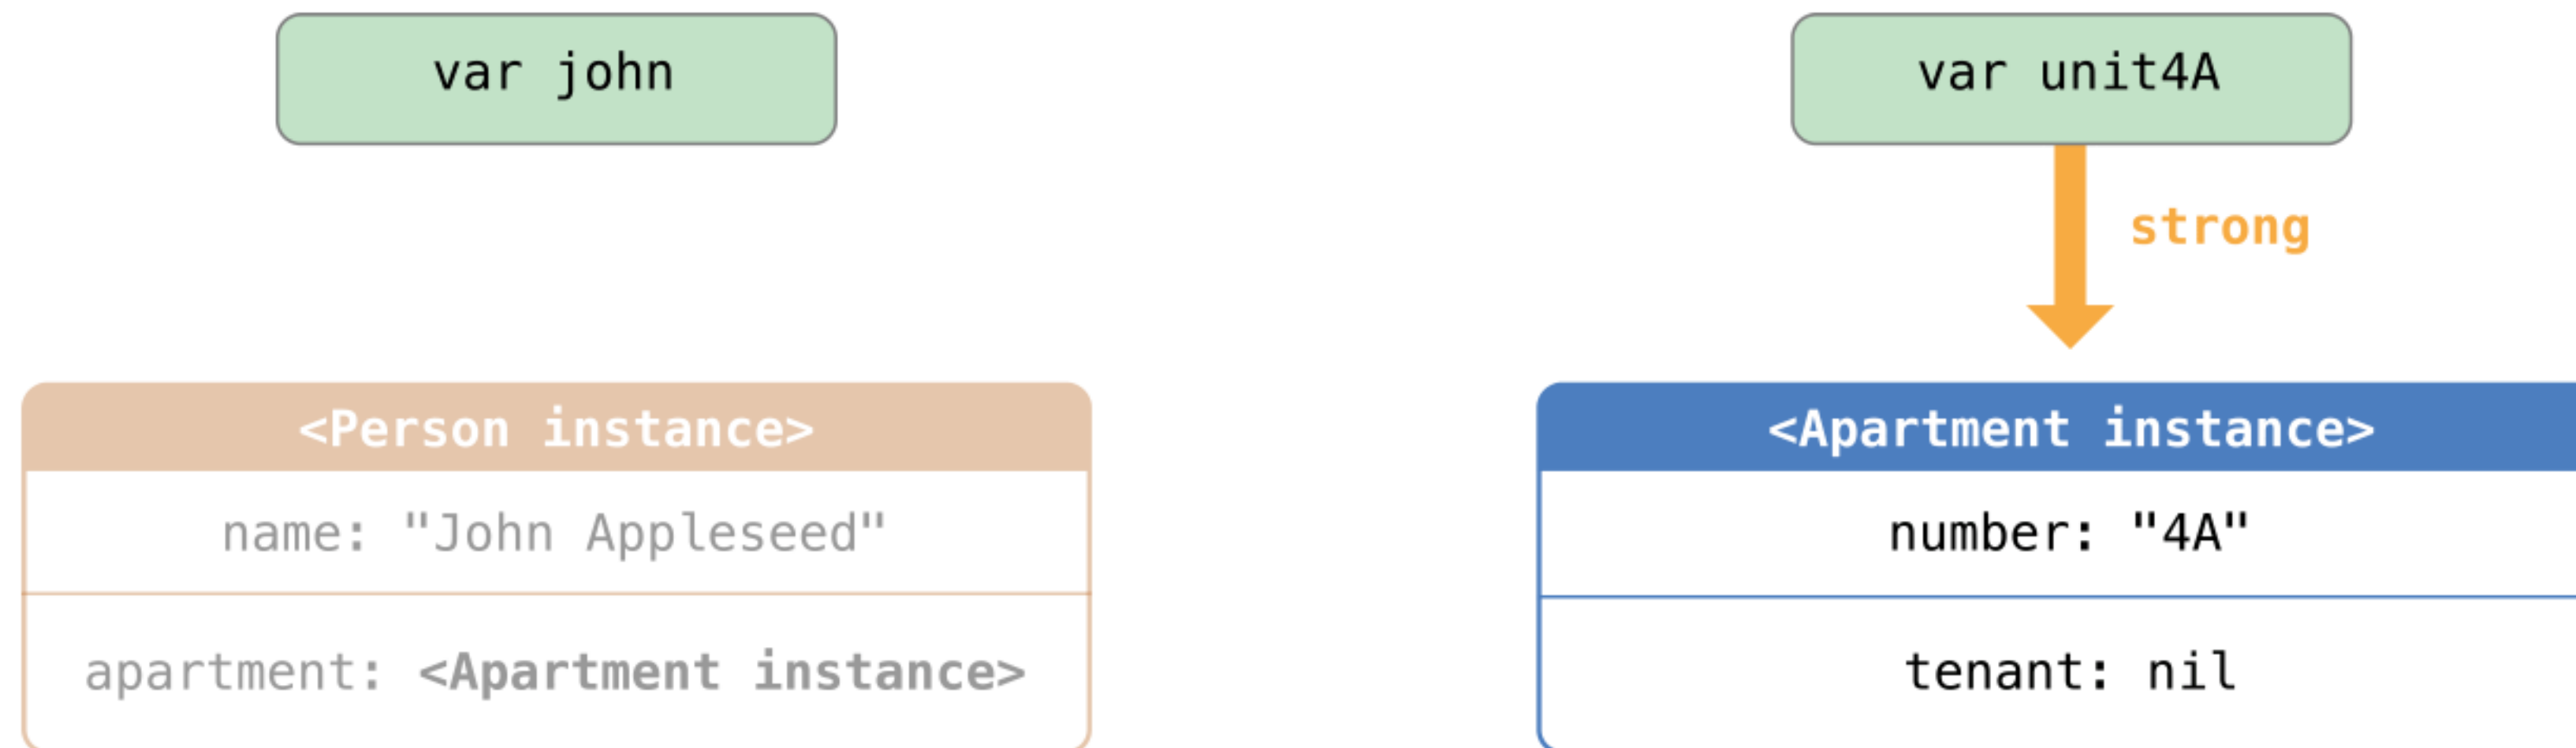 var john
var unit4A
strong
<Person instance>
<Apartment instance>
name: "John Appleseed"
number: "4A"
apartment: <Apartment instance>
tenant: nil